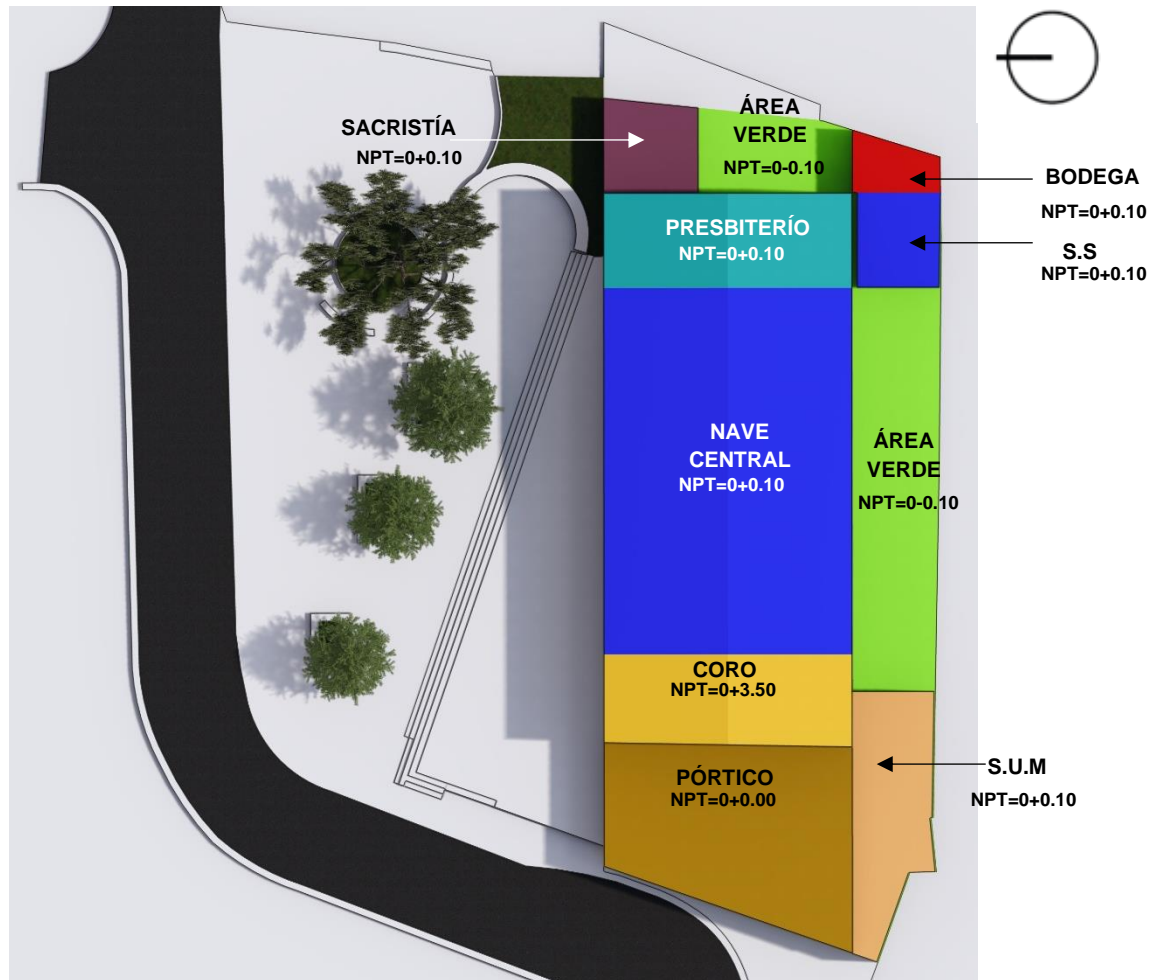 SACRISTÍA
NPT=0+0.10
ÁREA
VERDE
NPT=0-0.10
BODEGA
NPT=0+0.10
PRESBITERÍO
NPT=0+0.10
S.S
NPT=0+0.10
NAVE
CENTRAL
NPT=0+0.10
ÁREA
VERDE
NPT=0-0.10
CORO
NPT=0+3.50
PÓRTICO
NPT=0+0.00
S.U.M
NPT=0+0.10